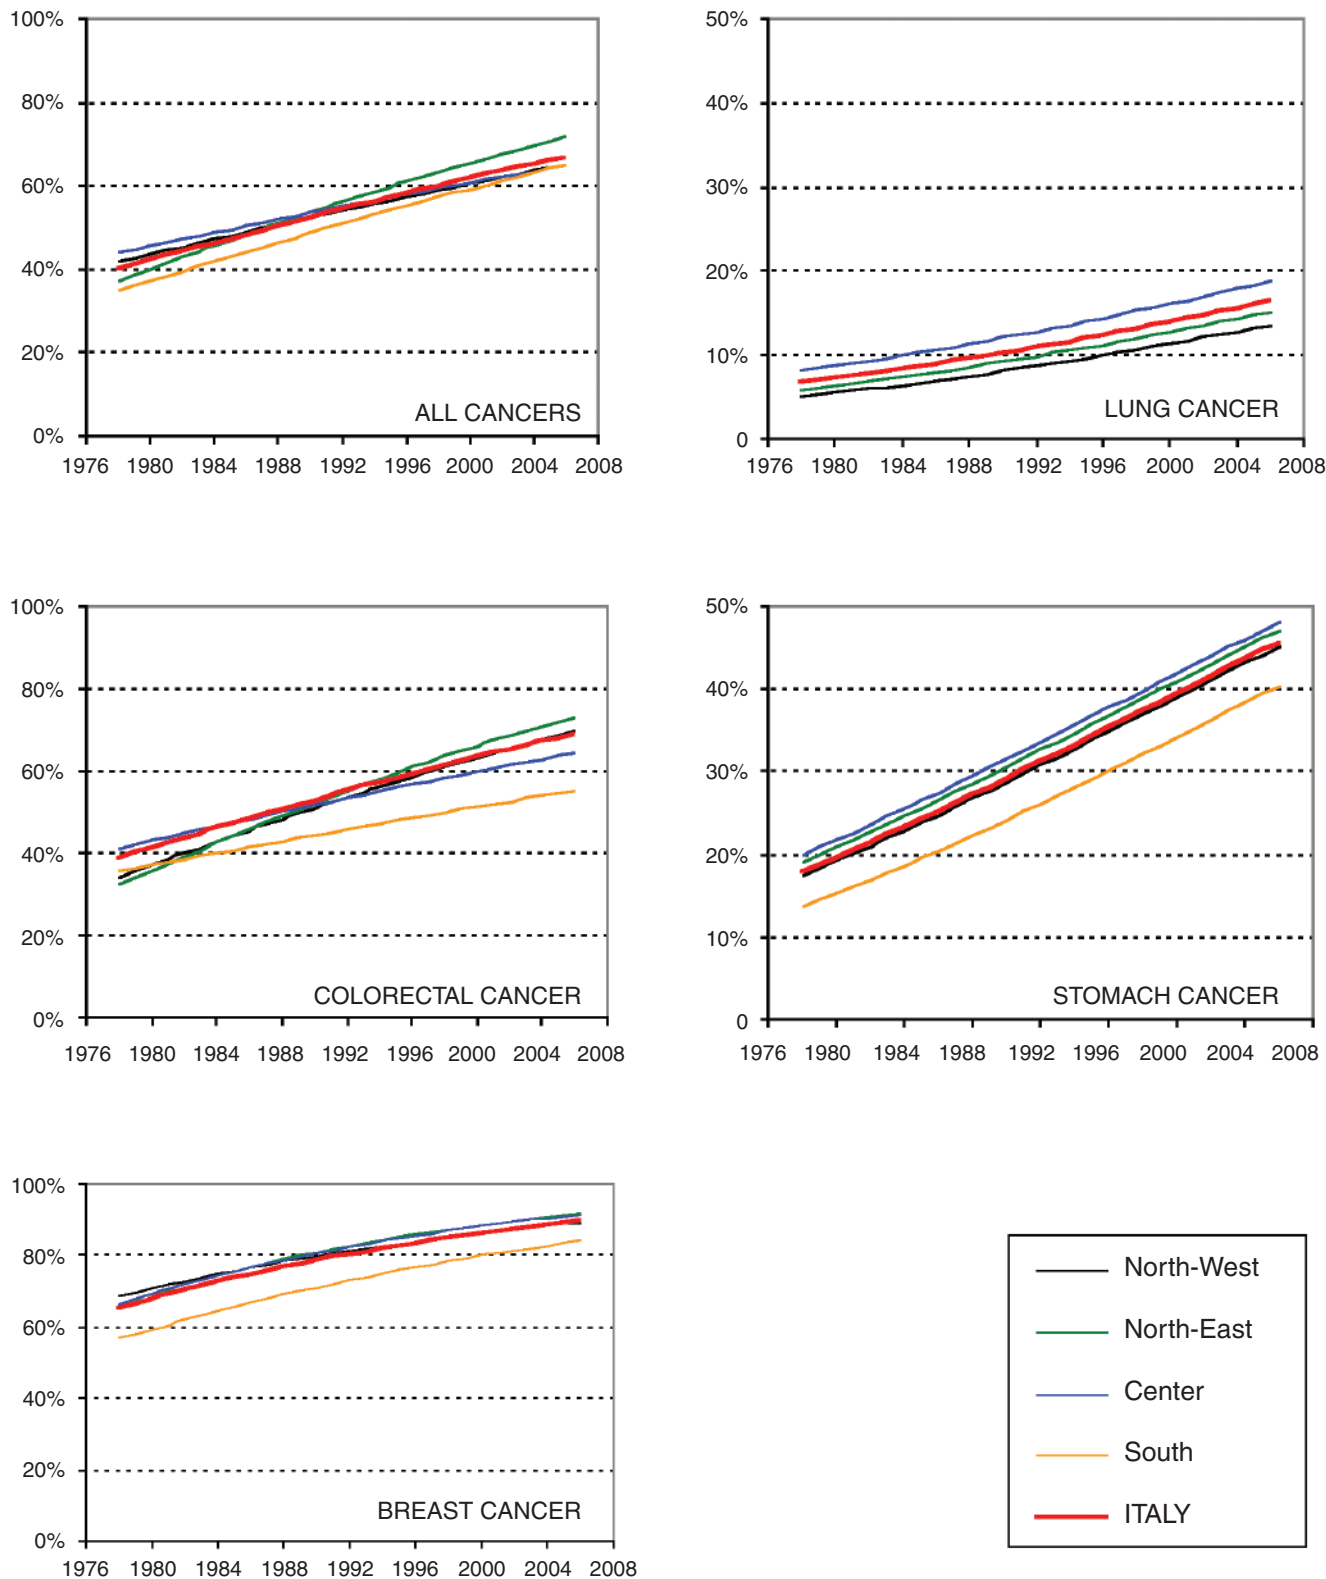 100%
80%
60%
40%
20%
0%
ALL CANCERS
1976 1980 1984 1988 1992 1996 2000 2004 2008
50%
40%
30%
20%
10%
0
LUNG CANCER
1976 1980 1984 1988 1992 1996 2000 2004 2008
100%
80%
60%
40%
20%
0%
COLORECTAL CANCER
1976 1980 1984 1988 1992 1996 2000 2004 2008
50%
40%
30%
20%
10%
0
STOMACH CANCER
1976 1980 1984 1988 1992 1996 2000 2004 2008
100%
80%
60%
40%
20%
0%
BREAST CANCER
1976 1980 1984 1988 1992 1996 2000 2004 2008
North-West
North-East
Center
South
ITALY